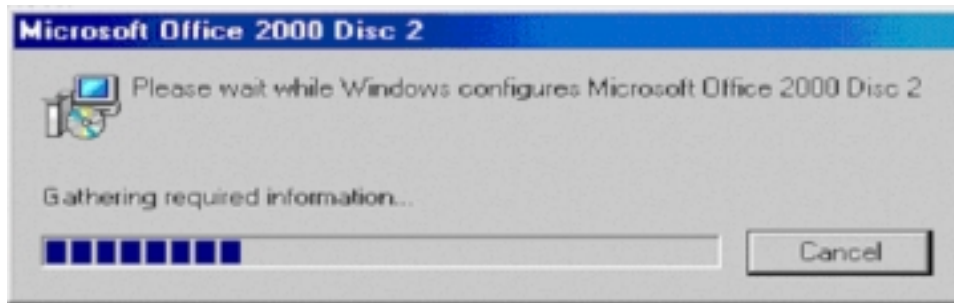 Microsoft Office 2000 Disc 2
Please wait while Windows configures Microsoft Office 2000 Disc 2
Gathering required information...
Cancel